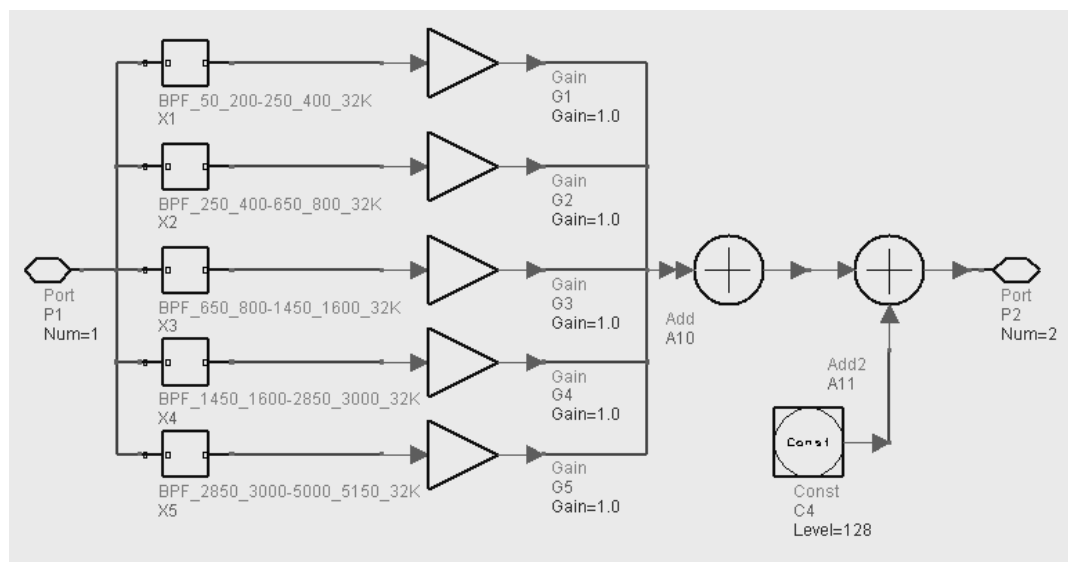 BPF_50_200-250_400_32K
X1
Gain
G1
Gain=1.0
BPF_250_400-650_800_32K
X2
Gain
G2
Gain=1.0
Port
P1
Num=1
BPF_650_800-1450_1600_32K
X3
Gain
G3
Gain=1.0
Add
A10
Port
P2
Num=2
BPF_1450_1600-2850_3000_32K
X4
Gain
G4
Gain=1.0
Add2
A11
BPF_2850_3000-5000_5150_32K
X5
Gain
G5
Gain=1.0
Const
Const
C4
Level=128